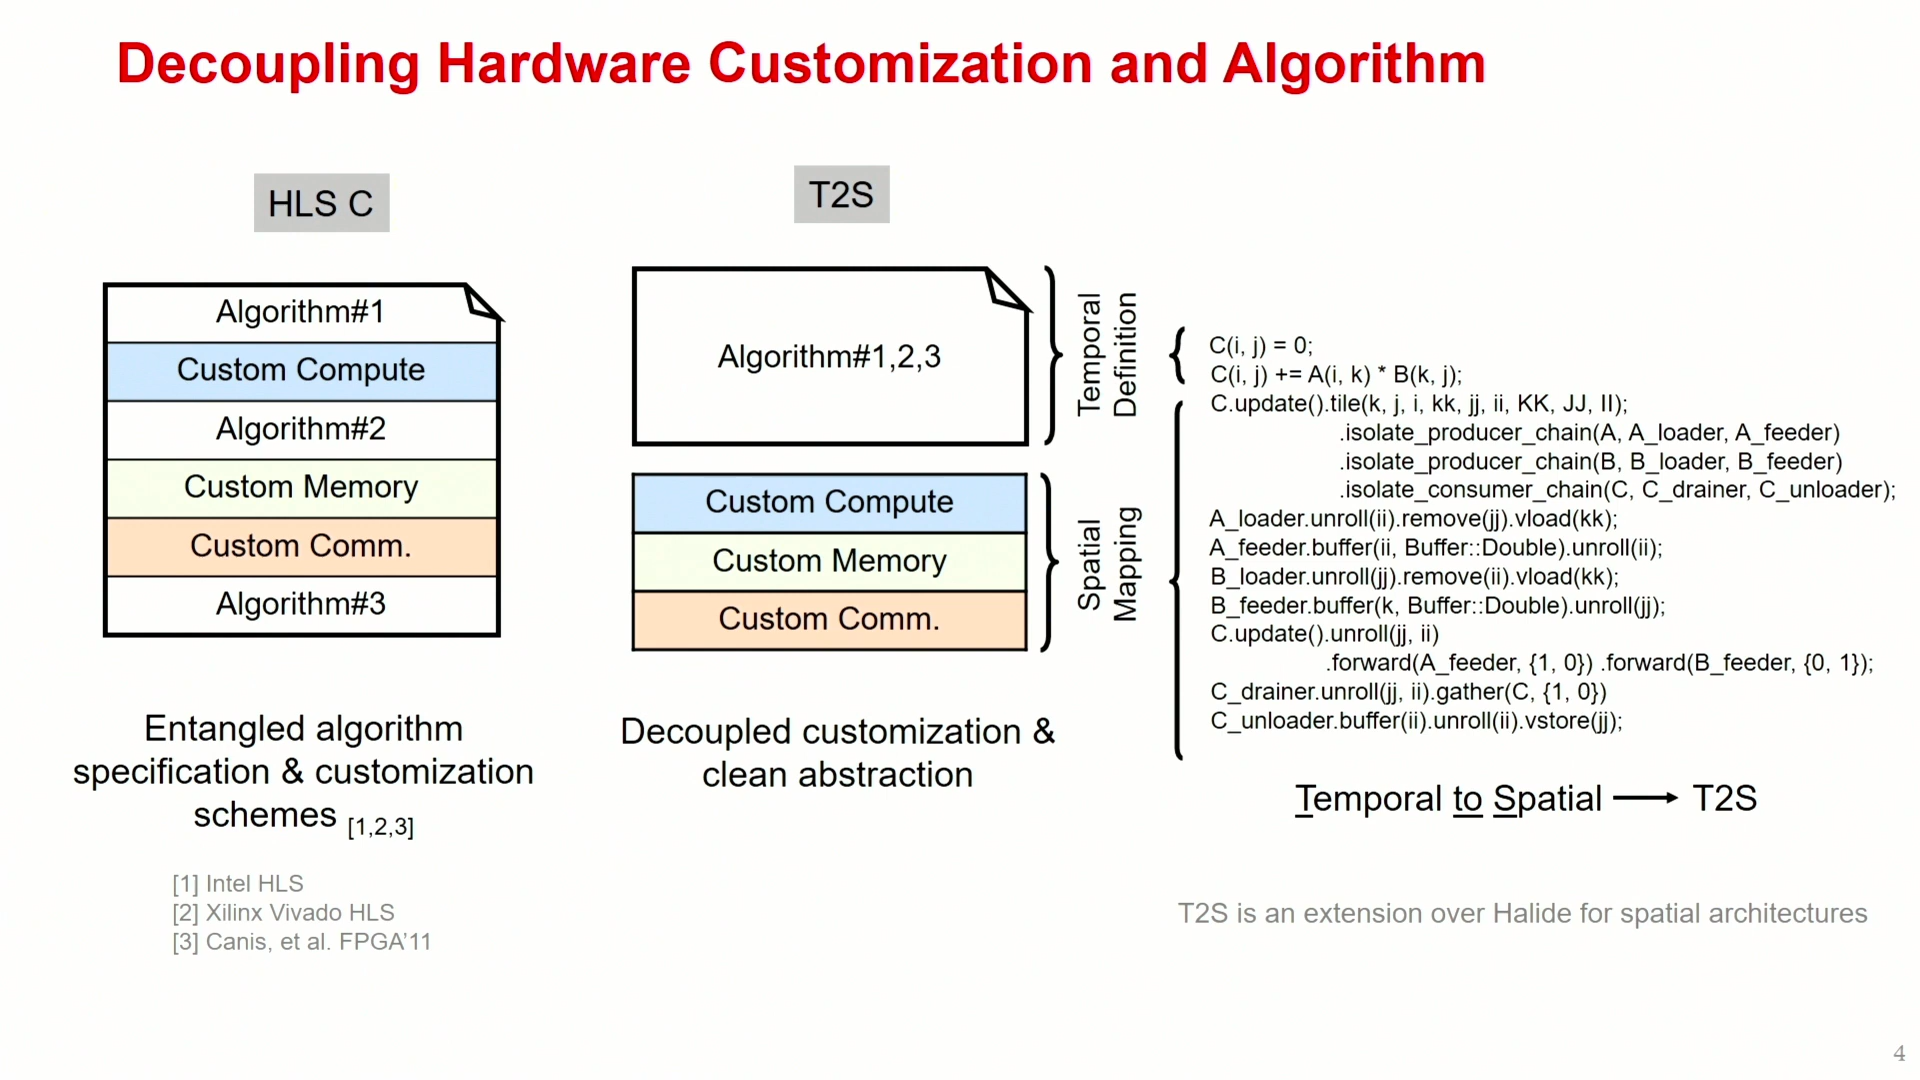 Decoupling Hardware Customization and Algorithm
HLS C
Algorithm#1
Custom Compute
Algorithm#2
Custom Memory
Custom Comm.
Algorithm#3
Entangled algorithm
specification & customization
schemes [1,2,3]
[1] Intel HLS
[2] Xilinx Vivado HLS
[3] Canis, et al. FPGA'11
T2S
Algorithm#1,2,3
Custom Compute
Custom Memory
Custom Comm.
Decoupled customization &
clean abstraction
Temporal
Definition
Spatial
Mapping
C(i, j) = 0;
C(i, j) += A(i, k) * B(k, j);
C.update().tile(k, j, i, kk, jj, ii, KK, JJ, II);
.isolate_producer_chain(A, A_loader, A_feeder)
.isolate_producer_chain(B, B_loader, B_feeder)
.isolate_consumer_chain(C, C_drainer, C_unloader);
A_loader.unroll(ii).remove(jj).vload(kk);
A_feeder.buffer(ii, Buffer::Double).unroll(ii);
B_loader.unroll(jj).remove(ii).vload(kk);
B_feeder.buffer(k, Buffer::Double).unroll(jj);
C.update().unroll(jj, ii)
.forward(A_feeder, {1, 0}) .forward(B_feeder, {0, 1});
C_drainer.unroll(jj, ii).gather(C, {1, 0})
C_unloader.buffer(ii).unroll(ii).vstore(jj);
Temporal to Spatial → T2S
T2S is an extension over Halide for spatial architectures
4